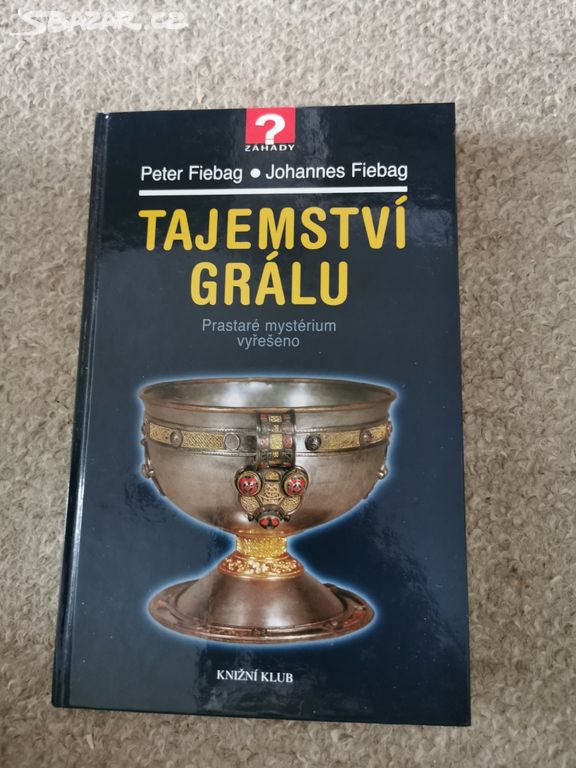 SBAZAR.CZ
?
ZÁHADY
Peter Fiebag ● Johannes Fiebag
TAJEMSTVÍ
GRÁLU
Prastaré mystérium
vyřešeno
KNIŽNÍ KLUB